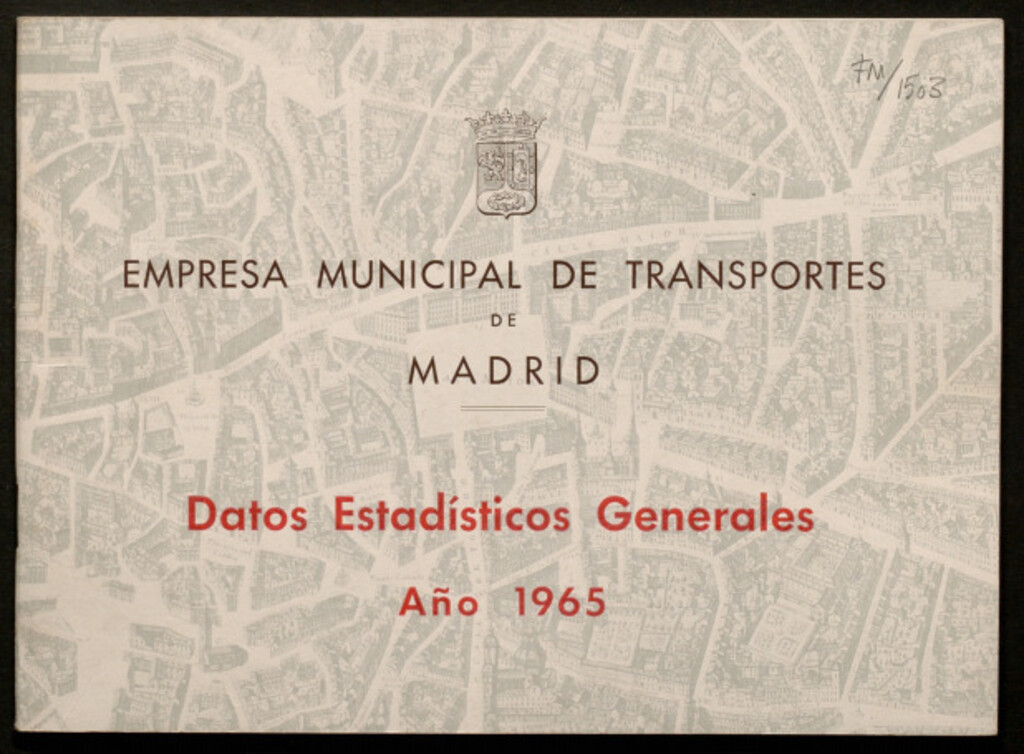 FM/1503
EMPRESA MUNICIPAL DE TRANSPORTES
DE
MADRID
Datos Estadísticos Generales
Año 1965